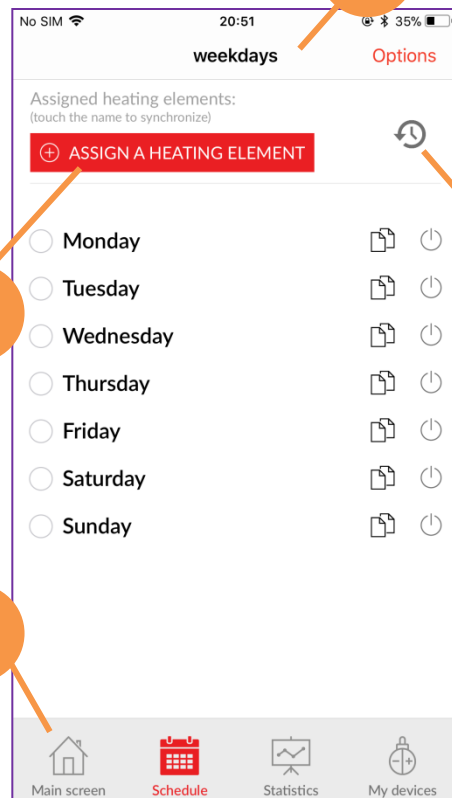 No SIM 20:51 35%
weekdays Options
Assigned heating elements:
(touch the name to synchronize)
ASSIGN A HEATING ELEMENT
Monday
Tuesday
Wednesday
Thursday
Friday
Saturday
Sunday
Main screen Schedule Statistics My devices